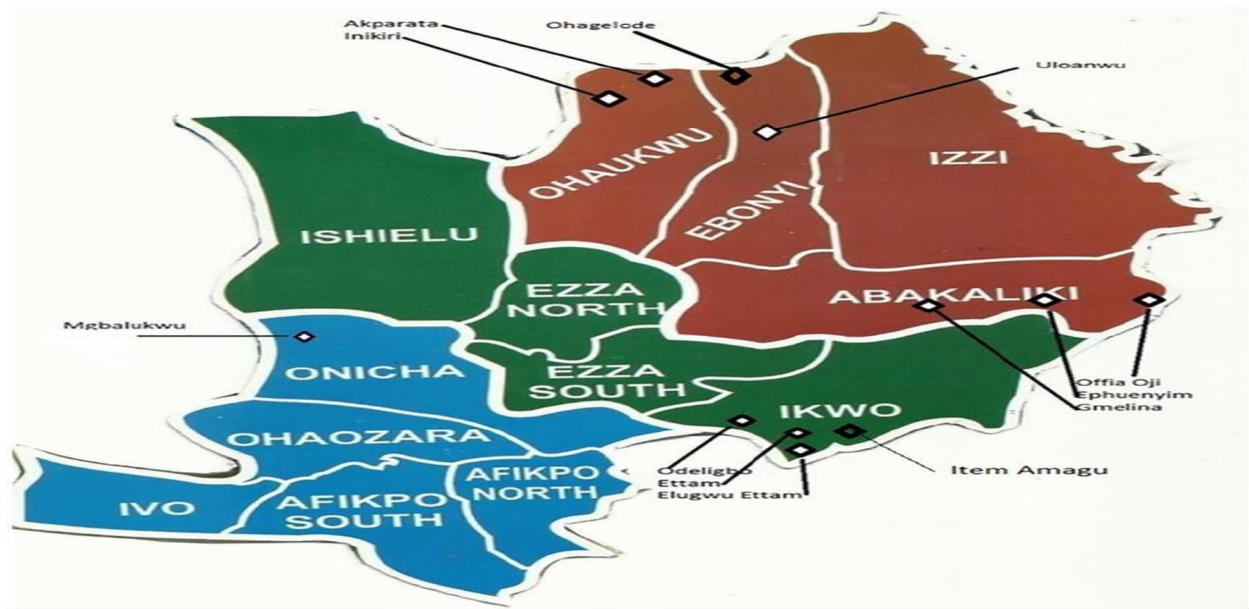 Akparata
Inikiri
Ohagelode
Uloanwu
OHAUKWU
EBONYI
IZZI
ISHIELU
EZZA
NORTH
ABAKALIKI
Mgbalukwu
ONICHA
EZZA
SOUTH
IKWO
Offia Oji
Ephuenyim
Gmelina
OHAOZARA
Odeligbo
Ettam
Elugwu Ettam
Item Amagu
AFIKPO
NORTH
IVO
AFIKPO
SOUTH